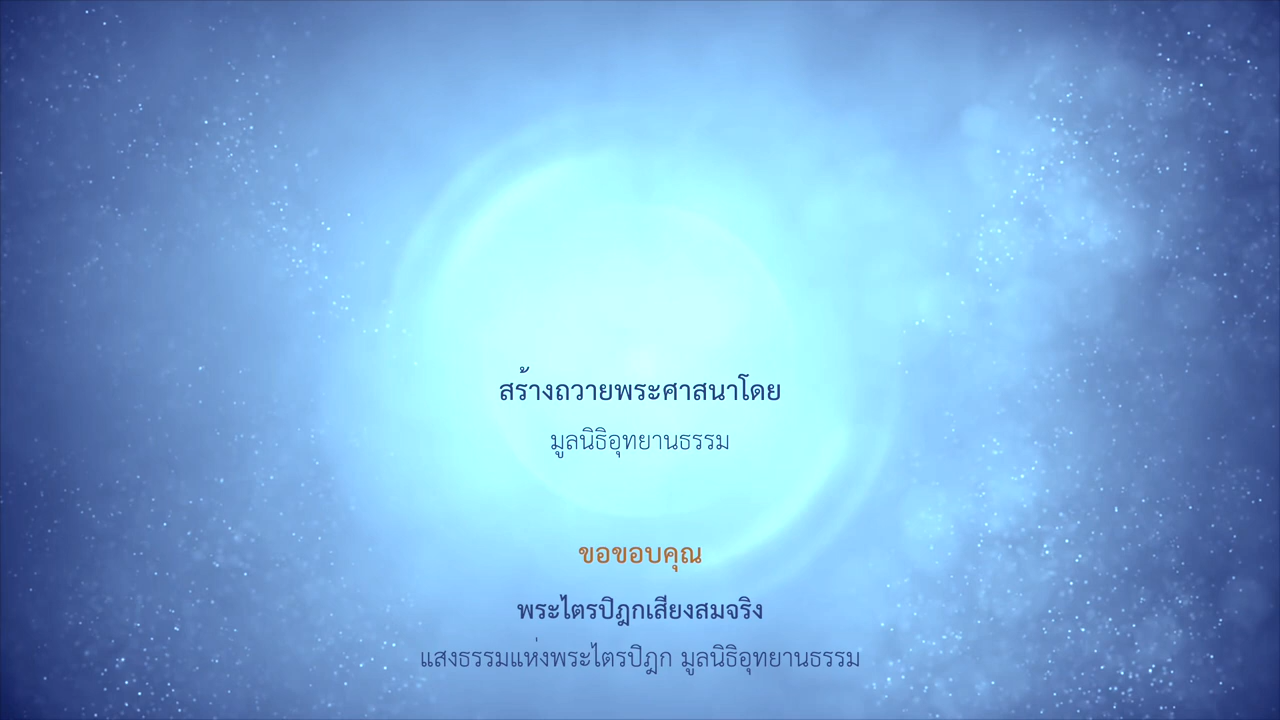 สร้างถวายพระศาสนาโดย
มูลนิธิอุทยานธรรม
ขอขอบคุณ
พระไตรปิฎกเสียงสมจริง
แสงธรรมแห่งพระไตรปิฎก มูลนิธิอุทยานธรรม